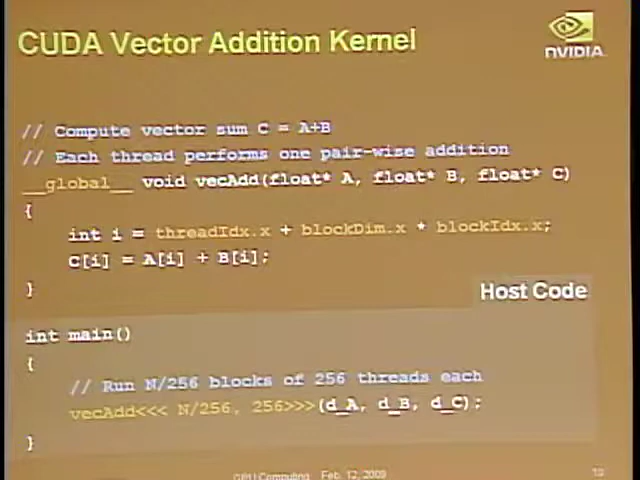 CUDA Vector Addition Kernel
NVIDIA
// Compute vector sum C = A+B
// Each thread performs one pair-wise addition
__global__ void vecAdd(float* A, float* B, float* C)
{
int i = threadIdx.x + blockDim.x * blockIdx.x;
C[i] = A[i] + B[i];
}
Host Code
int main()
{
// Run N/256 blocks of 256 threads each
vecAdd<<< N/256, 256>>>(d_A, d_B, d_C);
}
GPU Computing Feb. 12, 2009